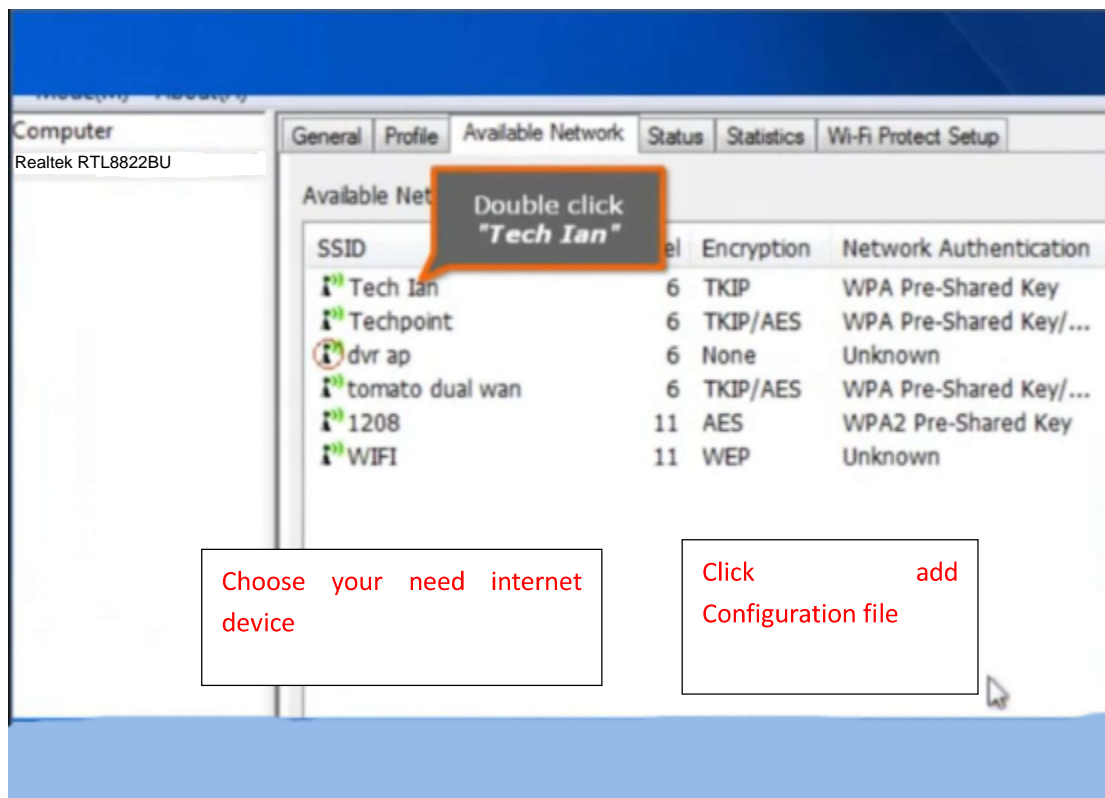 Computer
Realtek RTL8822BU
General Profile Available Network Status Statistics Wi-Fi Protect Setup
Available Net
Double click
"Tech Ian"
SSID el Encryption Network Authentication
Tech Ian 6 TKIP WPA Pre-Shared Key
Techpoint 6 TKIP/AES WPA Pre-Shared Key/...
dvr ap 6 None Unknown
tomato dual wan 6 TKIP/AES WPA Pre-Shared Key/...
1208 11 AES WPA2 Pre-Shared Key
WIFI 11 WEP Unknown
Choose your need internet
device
Click add
Configuration file